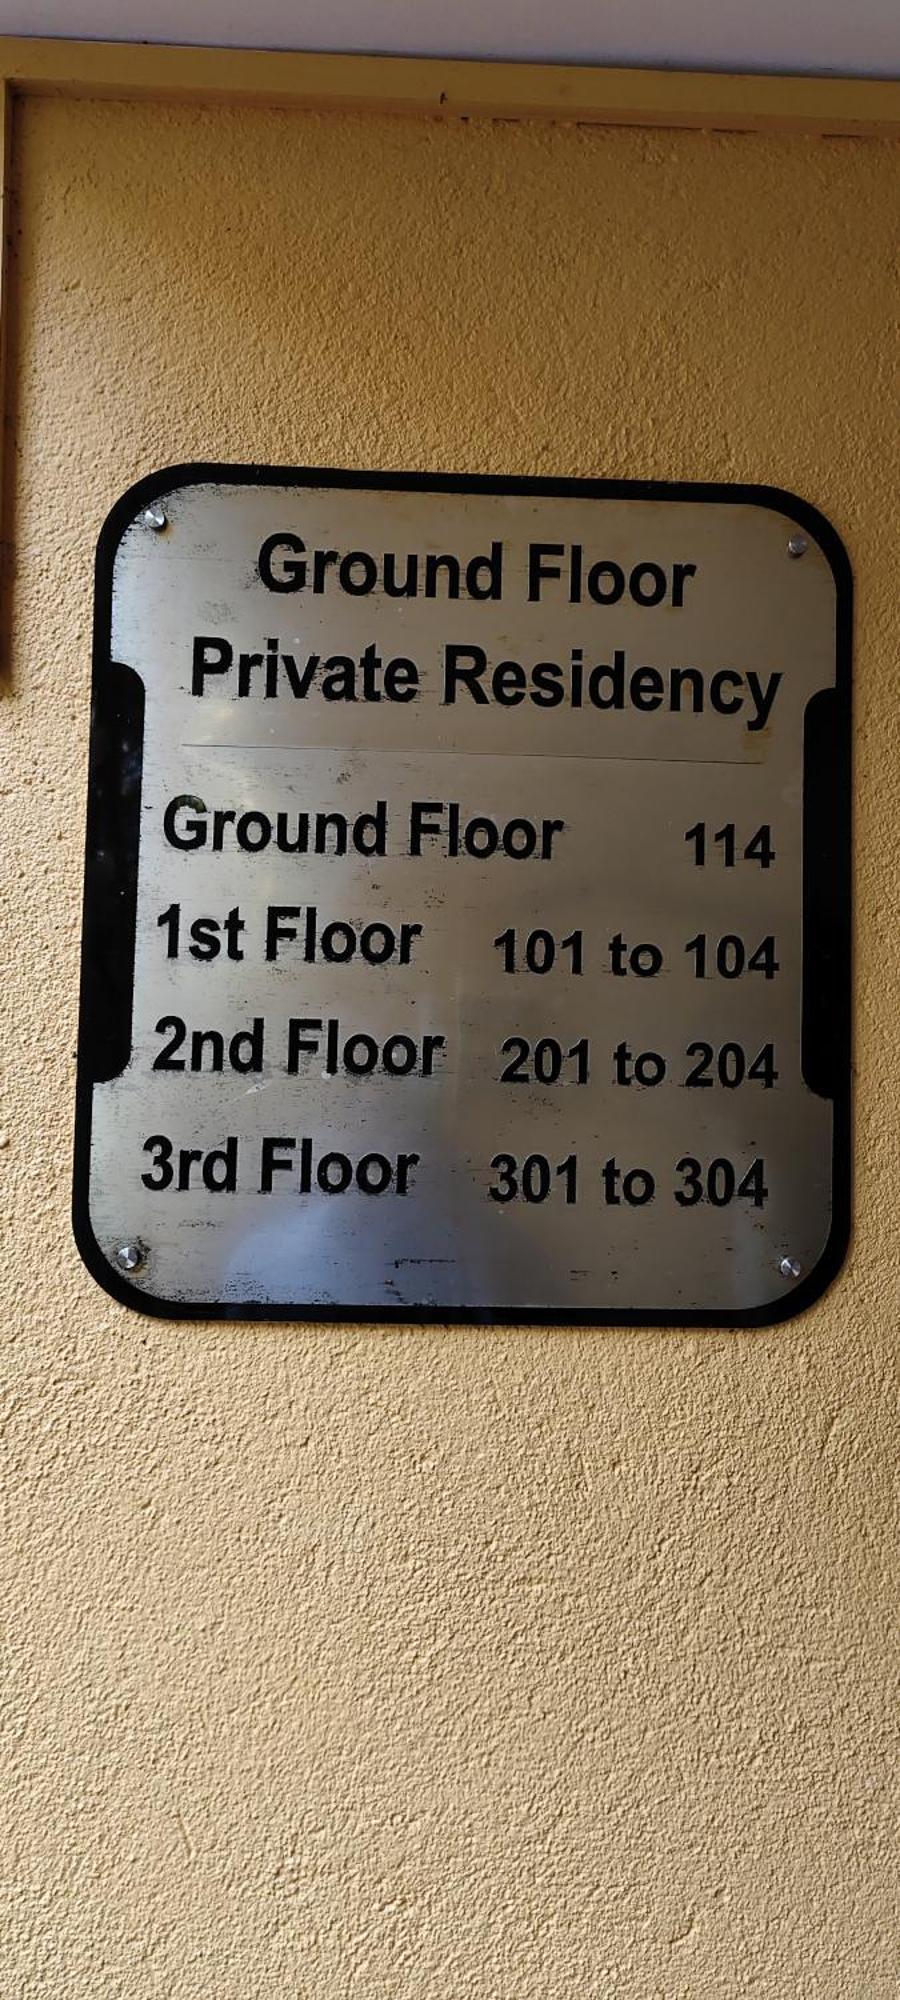 Ground Floor
Private Residency
Ground Floor 114
1st Floor 101 to 104
2nd Floor 201 to 204
3rd Floor 301 to 304